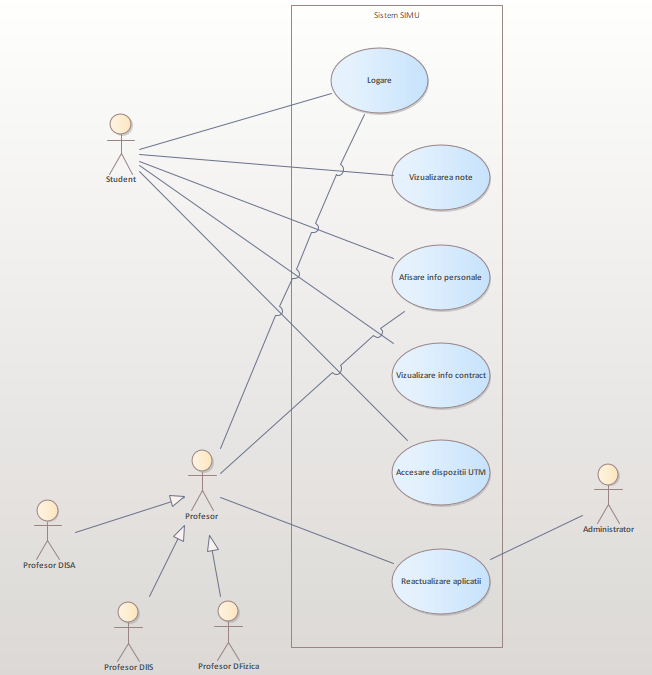 Sistem SIMU
Logare
Student
Vizualizarea note
Afisare info personale
Vizualizare info contract
Accesare dispozitii UTM
Profesor
Administrator
Profesor DISA
Reactualizare aplicatii
Profesor DIIS
Profesor DFizica